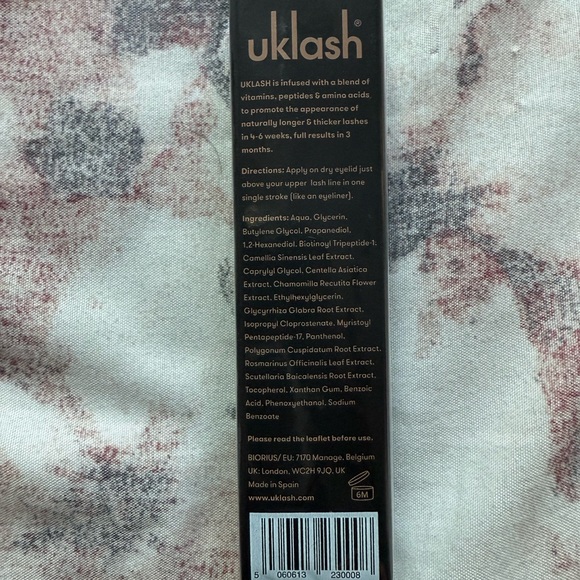 uklash®
UKLASH is infused with a blend of
vitamins, peptides & amino acids
to promote the appearance of
naturally longer & thicker lashes
in 4-6 weeks, full results in 3
months.
Directions: Apply on dry eyelid just
above your upper lash line in one
single stroke (like an eyeliner).
Ingredients: Aqua, Glycerin,
Butylene Glycol, Propanediol,
1,2-Hexanediol, Biotinoyl Tripeptide-1,
Camellia Sinensis Leaf Extract,
Caprylyl Glycol, Centella Asiatica
Extract, Chamomilla Recutita Flower
Extract, Ethylhexylglycerin,
Glycyrrhiza Glabra Root Extract,
Isopropyl Cloprostenate, Myristoyl
Pentapeptide-17, Panthenol,
Polygonum Cuspidatum Root Extract,
Rosmarinus Officinalis Leaf Extract,
Scutellaria Baicalensis Root Extract,
Tocopherol, Xanthan Gum, Benzoic
Acid, Phenoxyethanol, Sodium
Benzoate
Please read the leaflet before use.
BIORIUS/ EU: 7170 Manage, Belgium
UK: London, WC2H 9JQ, UK
Made in Spain
www.uklash.com
6M
5 060613 230008